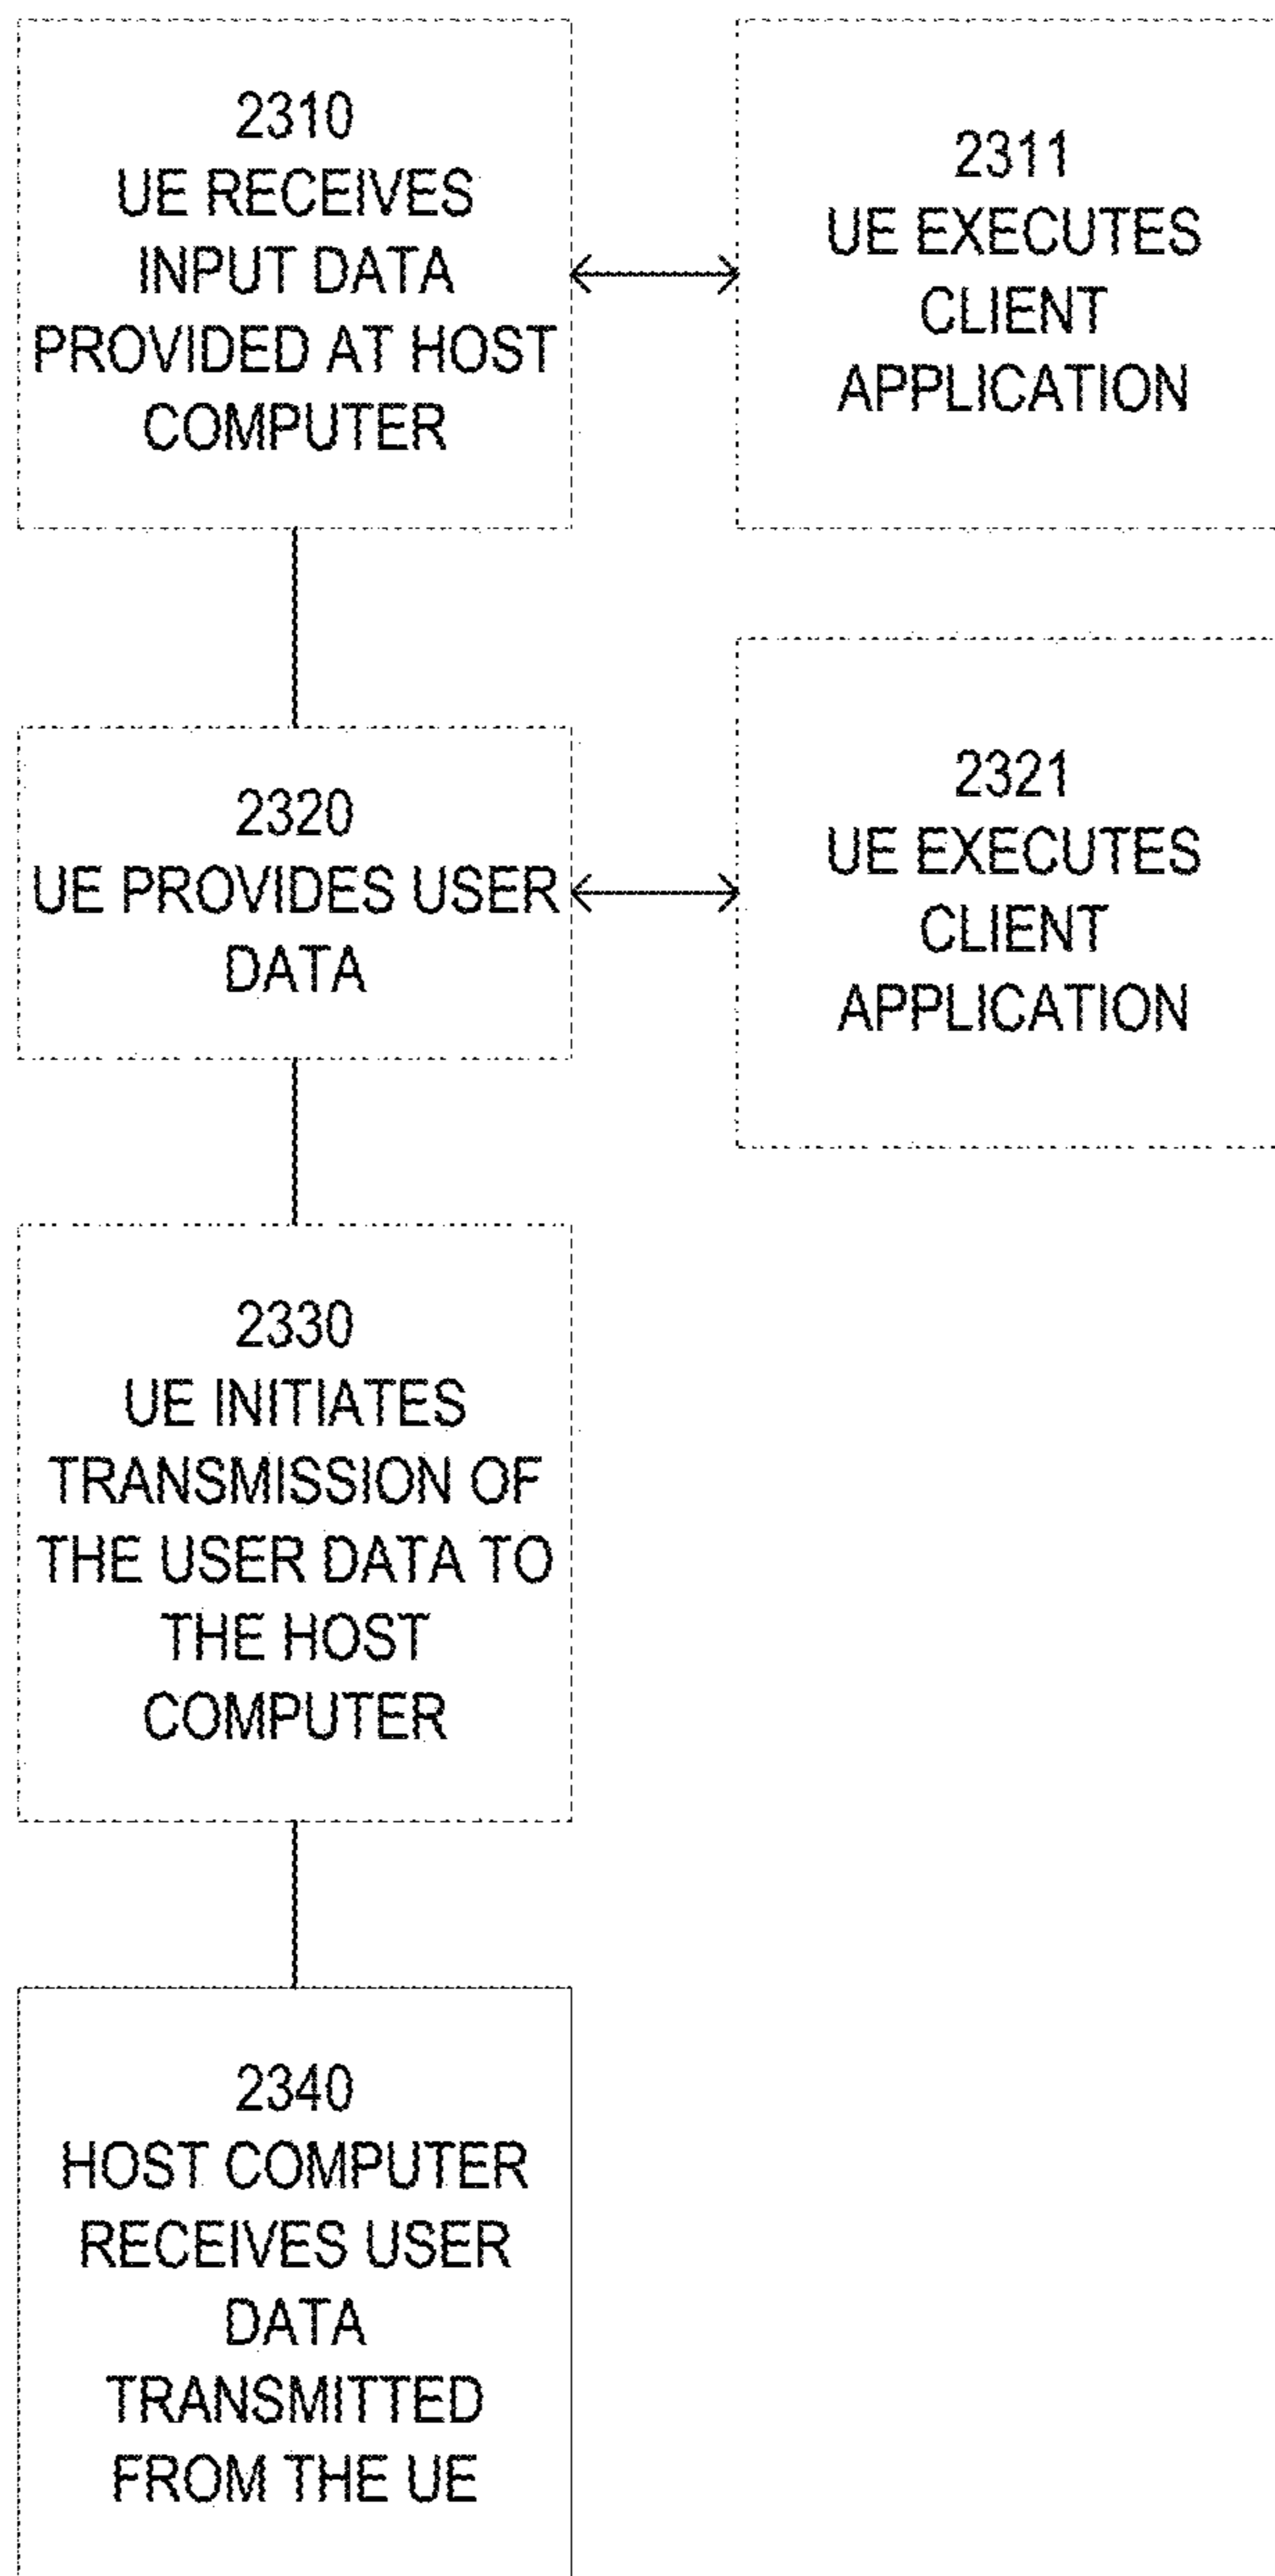 2310
UE RECEIVES
INPUT DATA
PROVIDED AT HOST
COMPUTER
2311
UE EXECUTES
CLIENT
APPLICATION
2320
UE PROVIDES USER
DATA
2321
UE EXECUTES
CLIENT
APPLICATION
2330
UE INITIATES
TRANSMISSION OF
THE USER DATA TO
THE HOST
COMPUTER
2340
HOST COMPUTER
RECEIVES USER
DATA
TRANSMITTED
FROM THE UE